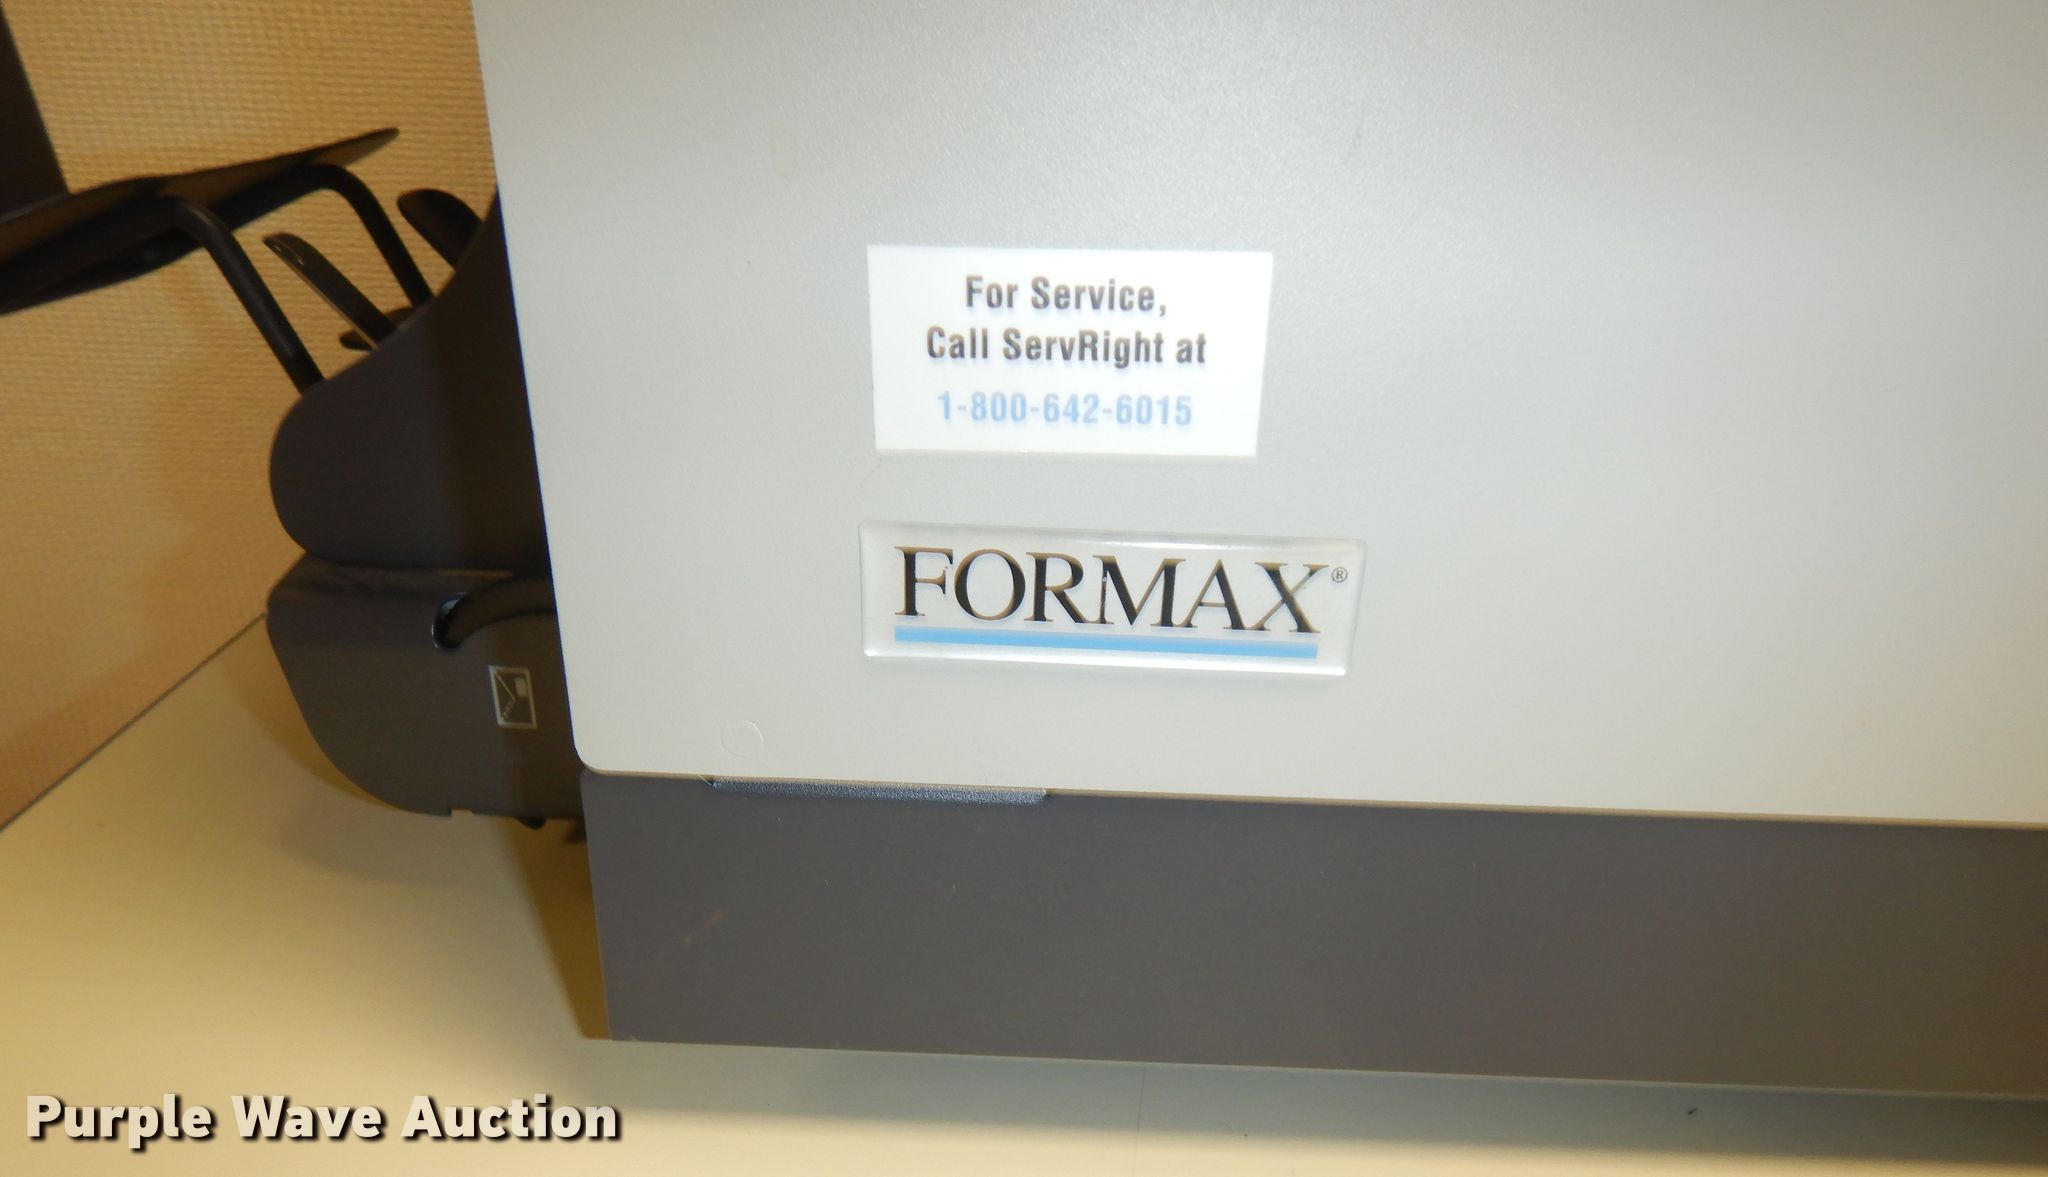 For Service,
Call ServRight at
1-800-642-6015
FORMAX®
Purple Wave Auction